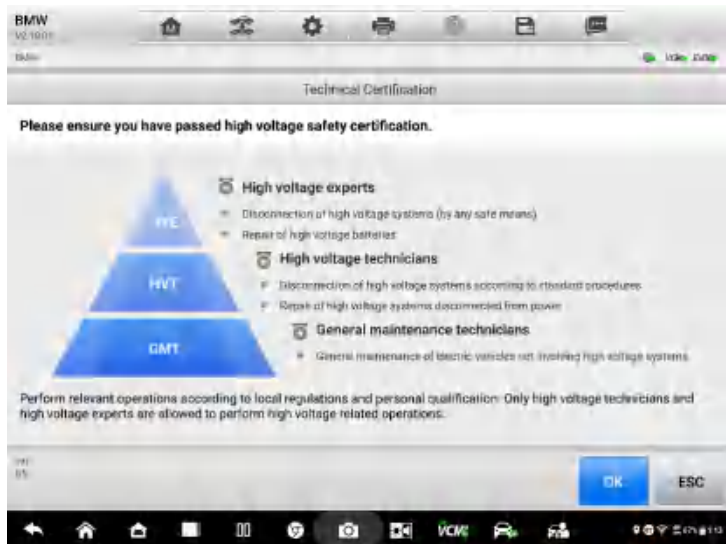 BMW
Technical Certification
Please ensure you have passed high voltage safety certification.
High voltage experts
Disconnection of high voltage systems (by any safe means)
Repair of high voltage batteries
High voltage technicians
HVT
Disconnection of high voltage systems according to standard procedures
Repair of high voltage systems disconnected from power
General maintenance technicians
GMT
General maintenance of electric vehicles not involving high voltage systems
Perform relevant operations according to local regulations and personal qualification. Only high voltage technicians and
high voltage experts are allowed to perform high voltage related operations.
OK
ESC
VCMI